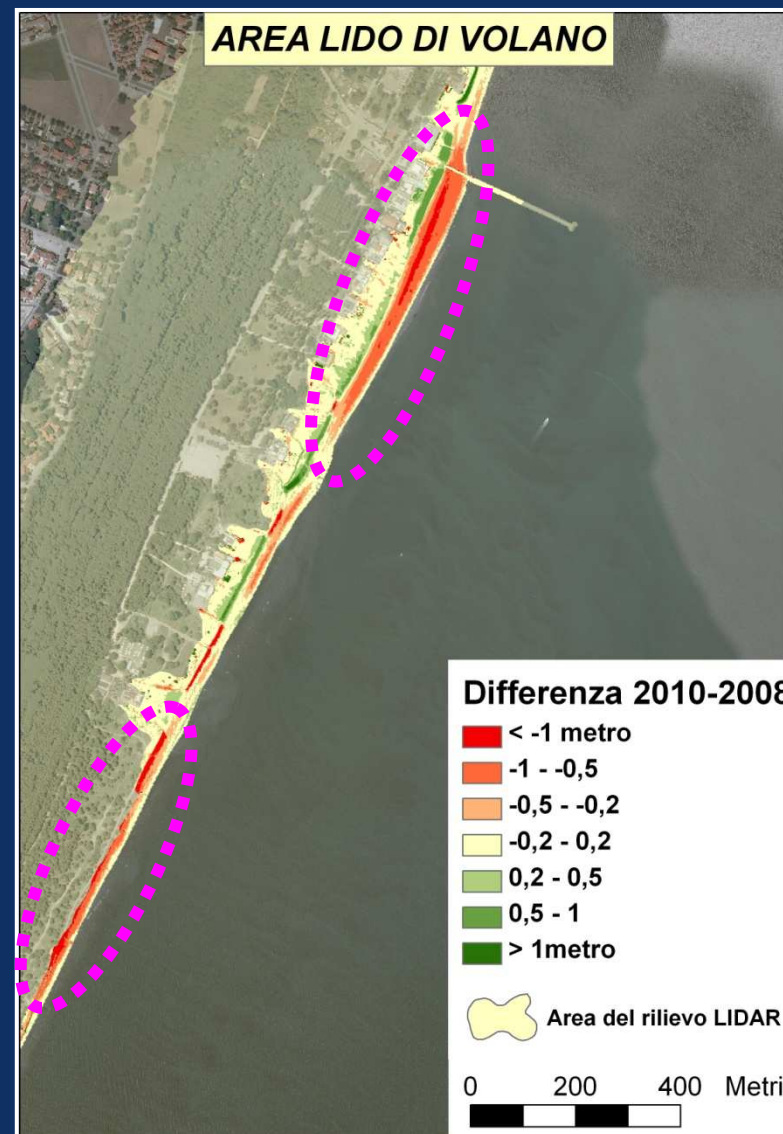 AREA LIDO DI VOLANO
Differenza 2010-2008
< -1 metro
-1 - -0,5
-0,5 - -0,2
-0,2 - 0,2
0,2 - 0,5
0,5 - 1
> 1metro
Area del rilievo LIDAR
0 200 400 Metri